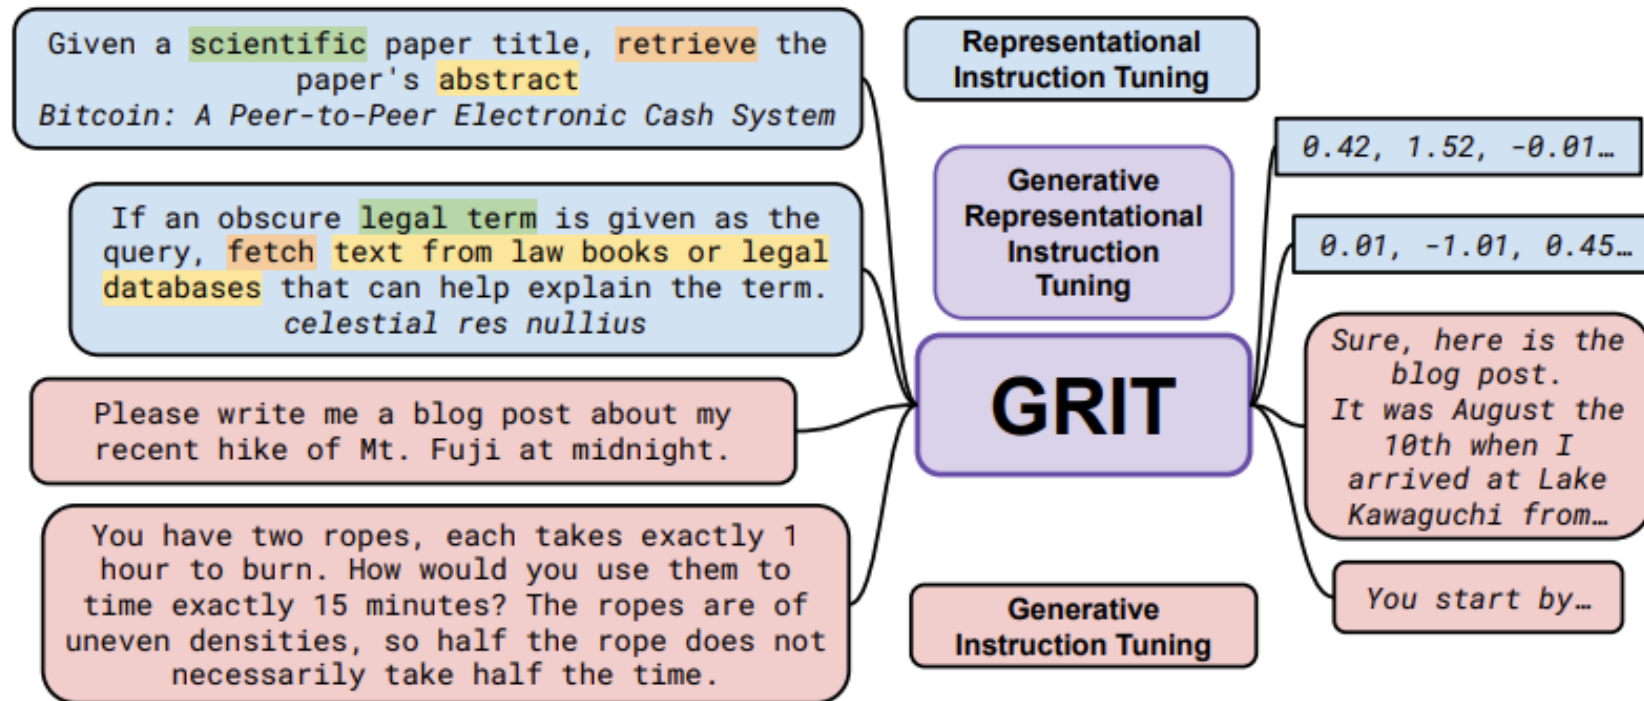 Given a scientific paper title, retrieve the
paper's abstract
Bitcoin: A Peer-to-Peer Electronic Cash System
If an obscure legal term is given as the
query, fetch text from law books or legal
databases that can help explain the term.
celestial res nullius
Please write me a blog post about my
recent hike of Mt. Fuji at midnight.
You have two ropes, each takes exactly 1
hour to burn. How would you use them to
time exactly 15 minutes? The ropes are of
uneven densities, so half the rope does not
necessarily take half the time.
Representational
Instruction Tuning
Generative
Representational
Instruction
Tuning
GRIT
Generative
Instruction Tuning
0.42, 1.52, -0.01…
0.01, -1.01, 0.45…
Sure, here is the
blog post.
It was August the
10th when I
arrived at Lake
Kawaguchi from…
You start by…